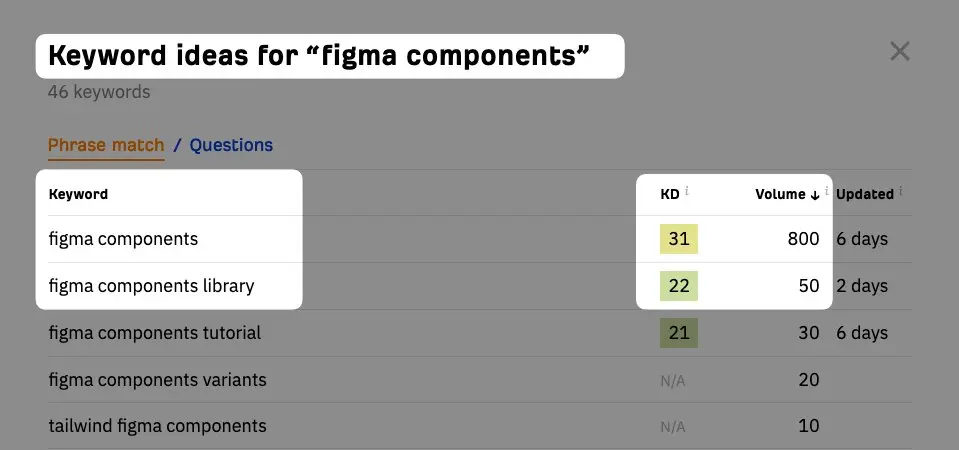 Keyword ideas for “figma components”
46 keywords
Phrase match / Questions
Keyword KD i Volume ↓ i Updated i
figma components 31 800 6 days
figma components library 22 50 2 days
figma components tutorial 21 30 6 days
figma components variants N/A 20
tailwind figma components N/A 10